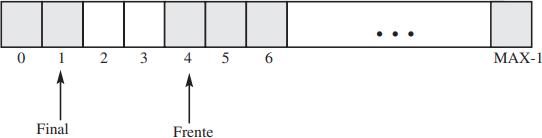 • • •
0 1 2 3 4 5 6 MAX-1
Final
Frente